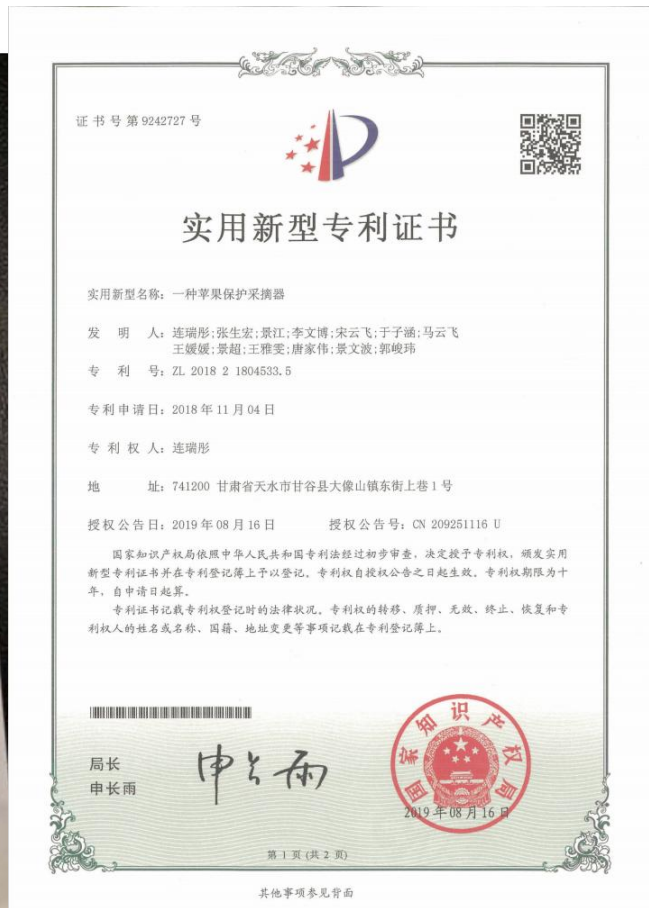 证书号第9242727号
实用新型专利证书
实用新型名称：一种苹果保护采摘器
发明人：连瑞彤;张生宏;景江;李文博;宋云飞;于子涵;马云飞
王媛媛;景超;王雅雯;唐家伟;景文波;郭峻玮
专利号：ZL 2018 2 1804533.5
专利申请日：2018年11月04日
专利权人：连瑞彤
地址：741200 甘肃省天水市甘谷县大像山镇东街上巷1号
授权公告日：2019年08月16日 授权公告号：CN 209251116 U
国家知识产权局依照中华人民共和国专利法经过初步审查，决定授予专利权，颁发实用
新型专利证书并在专利登记簿上予以登记。专利权自授权公告之日起生效。专利权期限为十
年，自申请日起算。
专利证书记载专利权登记时的法律状况。专利权的转移、质押、无效、终止、恢复和专
利权人的姓名或名称、国籍、地址变更等事项记载在专利登记簿上。
局长
申长雨
申长雨
国家知识产权局
2019年08月16日
第1页(共2页)
其他事项参见背面